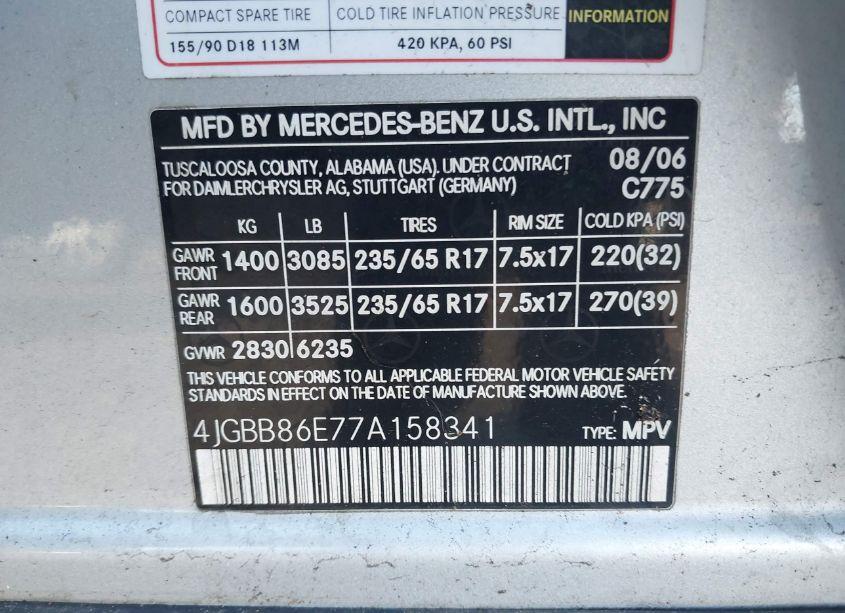 COMPACT SPARE TIRE COLD TIRE INFLATION PRESSURE INFORMATION
155/90 D18 113M 420 KPA, 60 PSI
MFD BY MERCEDES-BENZ U.S. INTL., INC
TUSCALOOSA COUNTY, ALABAMA (USA). UNDER CONTRACT 08/06
FOR DAIMLERCHRYSLER AG, STUTTGART (GERMANY) C775
KG LB TIRES RIM SIZE COLD KPA (PSI)
GAWR FRONT 1400 3085 235/65 R17 7.5x17 220(32)
GAWR REAR 1600 3525 235/65 R17 7.5x17 270(39)
GVWR 2830 6235
THIS VEHICLE CONFORMS TO ALL APPLICABLE FEDERAL MOTOR VEHICLE SAFETY
STANDARDS IN EFFECT ON THE DATE OF MANUFACTURE SHOWN ABOVE.
4JGBB86E77A158341 TYPE: MPV